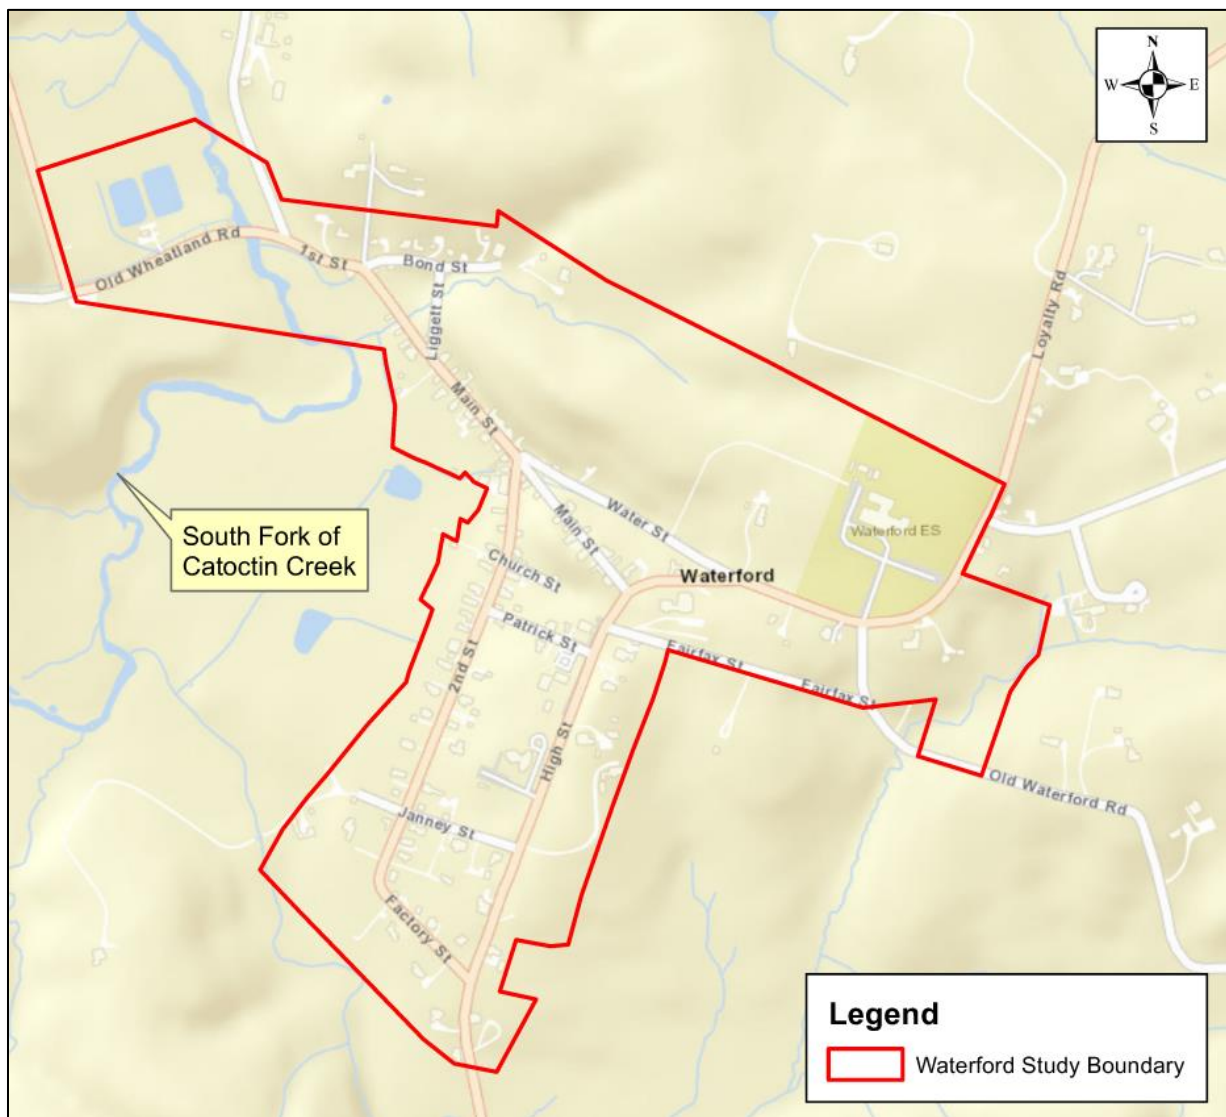 N
W E
S
Old Wheatland Rd
1st St
Bond St
Liggett St
Loyalty Rd
Main St
South Fork of
Catoctin Creek
Water St
Main St
Waterford ES
Church St
Waterford
Patrick St
2nd St
Fairfax St
Fairfax St
High St
Old Waterford Rd
Janney St
Factory St
Legend
Waterford Study Boundary